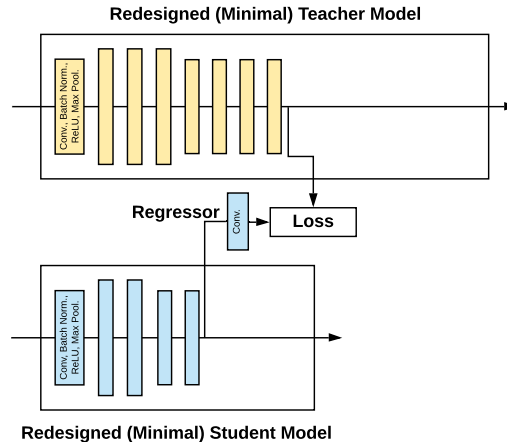 Redesigned (Minimal) Teacher Model
Conv., Batch Norm.,
ReLU, Max Pool.
Regressor
Conv.
Loss
Conv, Batch Norm.,
ReLU, Max Pool.
Redesigned (Minimal) Student Model